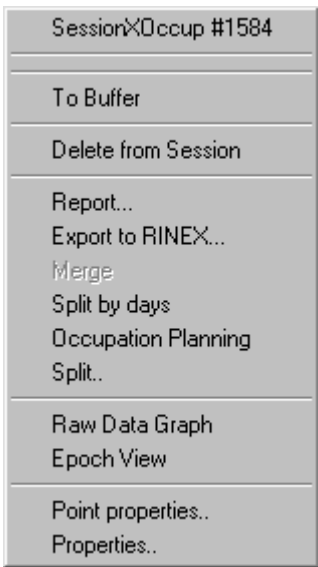 SessionXOccup #1584
To Buffer
Delete from Session
Report...
Export to RINEX...
Merge
Split by days
Occupation Planning
Split..
Raw Data Graph
Epoch View
Point properties..
Properties..